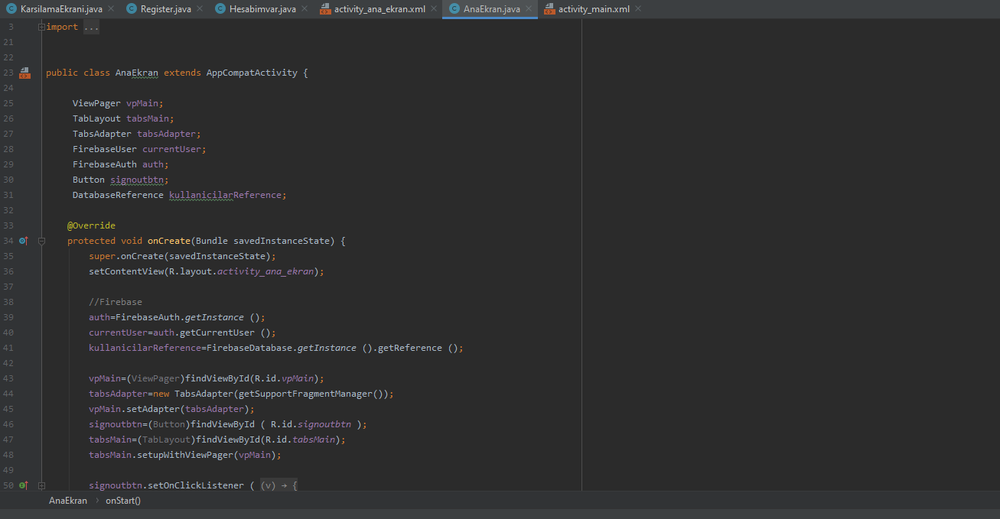 KarsilamaEkrani.java Register.java Hesabimvar.java activity_ana_ekran.xml AnaEkran.java activity_main.xml
3 import ...
21
22
23 public class AnaEkran extends AppCompatActivity {
24
25 ViewPager vpMain;
26 TabLayout tabsMain;
27 TabsAdapter tabsAdapter;
28 FirebaseUser currentUser;
29 FirebaseAuth auth;
30 Button signoutbtn;
31 DatabaseReference kullanicilarReference;
32
33 @Override
34 protected void onCreate(Bundle savedInstanceState) {
35 super.onCreate(savedInstanceState);
36 setContentView(R.layout.activity_ana_ekran);
37
38 //Firebase
39 auth=FirebaseAuth.getInstance ();
40 currentUser=auth.getCurrentUser ();
41 kullanicilarReference=FirebaseDatabase.getInstance ().getReference ();
42
43 vpMain=(ViewPager)findViewById(R.id.vpMain);
44 tabsAdapter=new TabsAdapter(getSupportFragmentManager());
45 vpMain.setAdapter(tabsAdapter);
46 signoutbtn=(Button)findViewById ( R.id.signoutbtn );
47 tabsMain=(TabLayout)findViewById(R.id.tabsMain);
48 tabsMain.setupWithViewPager(vpMain);
49
50 signoutbtn.setOnClickListener ( (v) → {
AnaEkran › onStart()